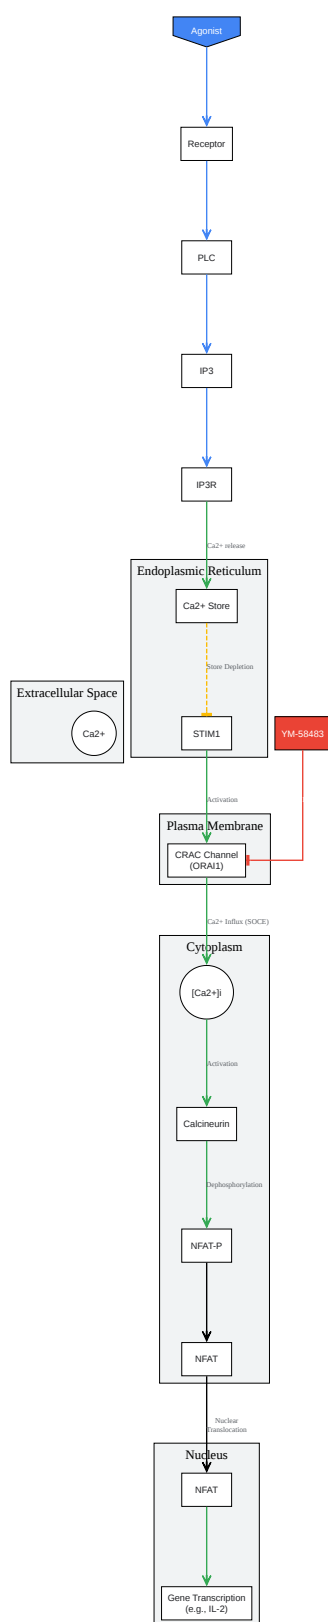 Agonist
Receptor
PLC
IP3
IP3R
Ca2+ release
Endoplasmic Reticulum
Ca2+ Store
Store Depletion
Extracellular Space
Ca2+
STIM1
YM-58483
Activation
Plasma Membrane
CRAC Channel
(ORAI1)
Ca2+ Influx (SOCE)
Cytoplasm
[Ca2+]i
Activation
Calcineurin
Dephosphorylation
NFAT-P
NFAT
Nuclear
Translocation
Nucleus
NFAT
Gene Transcription
(e.g., IL-2)